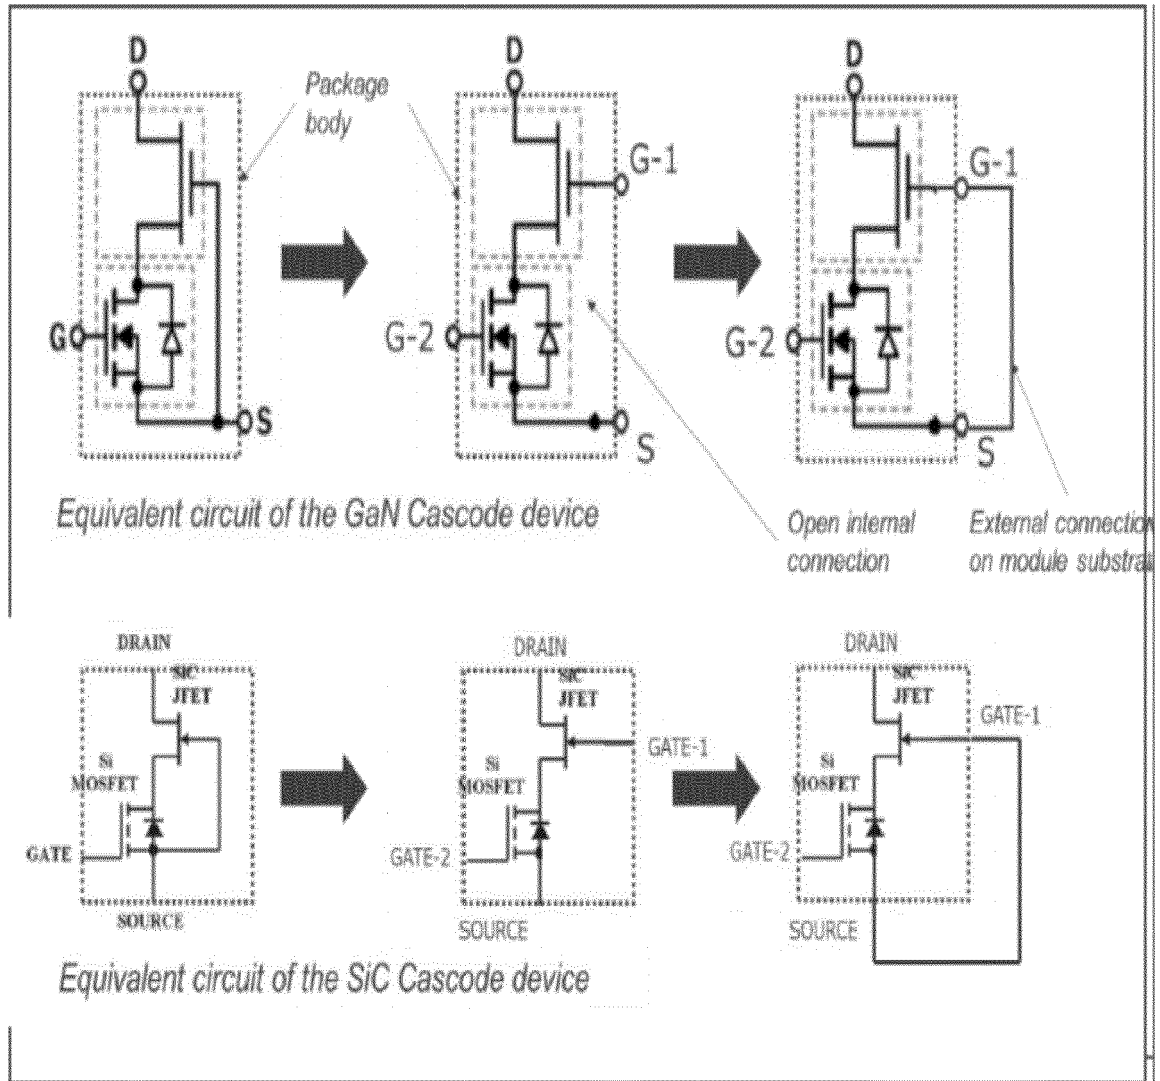 D
D
D
Package
body
G-1
G-1
G
G-2
G-2
S
S
S
Equivalent circuit of the GaN Cascode device
Open internal
connection
External connection
on module substrat
DRAIN
DRAIN
DRAIN
SiC
JFET
SiC
JFET
SiC
JFET
GATE-1
GATE-1
Si
MOSFET
Si
MOSFET
Si
MOSFET
GATE
GATE-2
GATE-2
SOURCE
SOURCE
SOURCE
Equivalent circuit of the SiC Cascode device